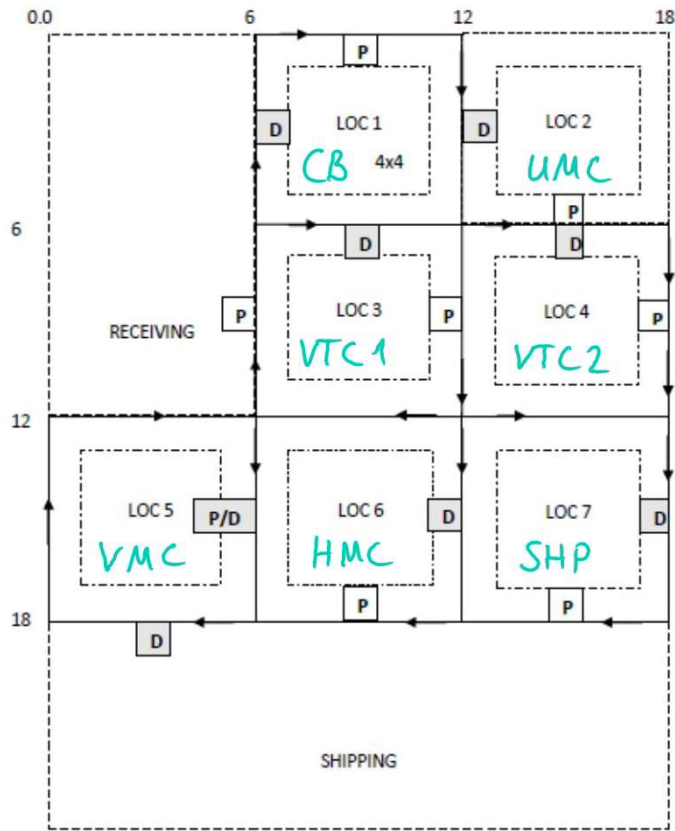 0.0 6 12 18
P
D LOC 1 D LOC 2
CB 4x4 UMC
P
6
D D
P LOC 3 P LOC 4 P
RECEIVING VTC1 VTC2
12
LOC 5 P/D LOC 6 D LOC 7 D
VMC HMC SHP
P P
18
D
SHIPPING